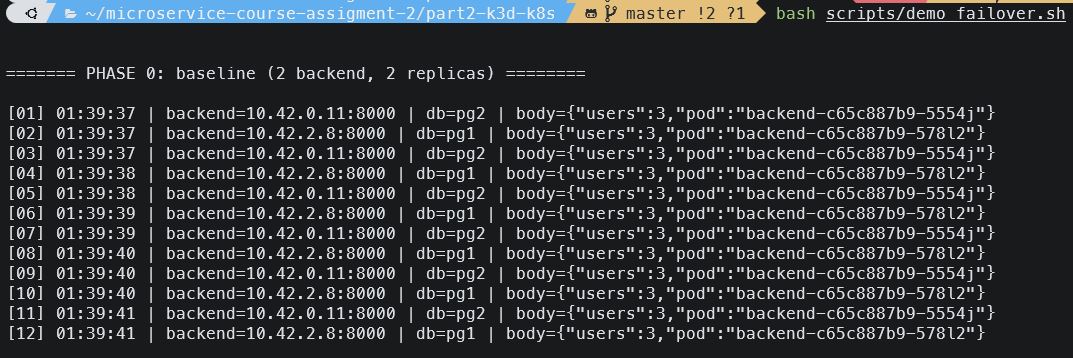 ~/microservice-course-assigment-2/part2-k3d-k8s master !2 ?1 bash scripts/demo_failover.sh
======= PHASE 0: baseline (2 backend, 2 replicas) ========
[01] 01:39:37 | backend=10.42.0.11:8000 | db=pg2 | body={"users":3,"pod":"backend-c65c887b9-5554j"}
[02] 01:39:37 | backend=10.42.2.8:8000 | db=pg1 | body={"users":3,"pod":"backend-c65c887b9-578l2"}
[03] 01:39:37 | backend=10.42.0.11:8000 | db=pg2 | body={"users":3,"pod":"backend-c65c887b9-5554j"}
[04] 01:39:38 | backend=10.42.2.8:8000 | db=pg1 | body={"users":3,"pod":"backend-c65c887b9-578l2"}
[05] 01:39:38 | backend=10.42.0.11:8000 | db=pg2 | body={"users":3,"pod":"backend-c65c887b9-5554j"}
[06] 01:39:39 | backend=10.42.2.8:8000 | db=pg1 | body={"users":3,"pod":"backend-c65c887b9-578l2"}
[07] 01:39:39 | backend=10.42.0.11:8000 | db=pg2 | body={"users":3,"pod":"backend-c65c887b9-5554j"}
[08] 01:39:40 | backend=10.42.2.8:8000 | db=pg1 | body={"users":3,"pod":"backend-c65c887b9-578l2"}
[09] 01:39:40 | backend=10.42.0.11:8000 | db=pg2 | body={"users":3,"pod":"backend-c65c887b9-5554j"}
[10] 01:39:40 | backend=10.42.2.8:8000 | db=pg1 | body={"users":3,"pod":"backend-c65c887b9-578l2"}
[11] 01:39:41 | backend=10.42.0.11:8000 | db=pg2 | body={"users":3,"pod":"backend-c65c887b9-5554j"}
[12] 01:39:41 | backend=10.42.2.8:8000 | db=pg1 | body={"users":3,"pod":"backend-c65c887b9-578l2"}